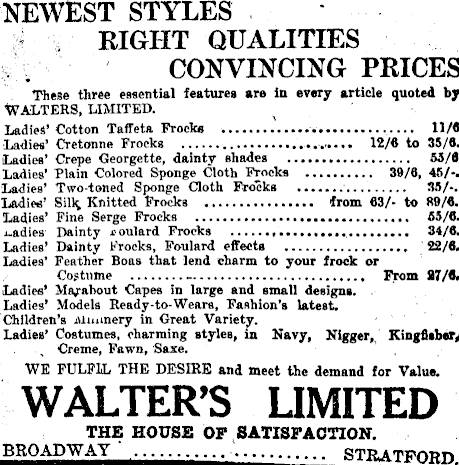 NEWEST STYLES
RIGHT QUALITIES
CONVINCING PRICES
These three essential features are in every article quoted by
WALTERS, LIMITED.
Ladies' Cotton Taffeta Frocks .................... 11/6
Ladies' Cretonne Frocks .................... 12/6 to 35/6.
Ladies' Crepe Georgette, dainty shades .............. 55/6
Ladies' Plain Colored Sponge Cloth Frocks ......... 39/6, 45/-.
Ladies' Two-toned Sponge Cloth Frocks ............. 35/-.
Ladies' Silk Knitted Frocks ................ from 63/- to 89/6.
Ladies' Fine Serge Frocks ...................... 55/6.
Ladies' Dainty Foulard Frocks .................. 34/6.
Ladies' Dainty Frocks, Foulard effects .............. 22/6.
Ladies' Feather Boas that lend charm to your frock or
Costume .......................... From 27/6.
Ladies' Marabout Capes in large and small designs.
Ladies' Models Ready-to-Wears, Fashion's latest.
Children's Millinery in Great Variety.
Ladies' Costumes, charming styles, in Navy, Nigger, Kingfisher,
Creme, Fawn, Saxe.
WE FULFIL THE DESIRE and meet the demand for Value.
WALTER'S LIMITED
THE HOUSE OF SATISFACTION.
BROADWAY ...................... STRATFORD.